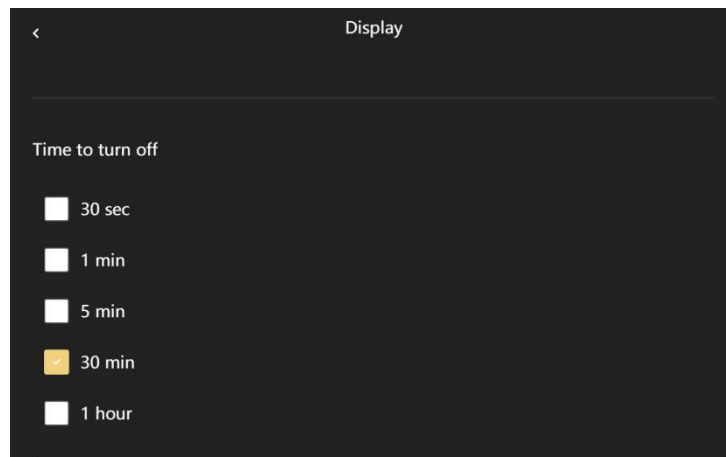 Display
Time to turn off
30 sec
1 min
5 min
30 min
1 hour